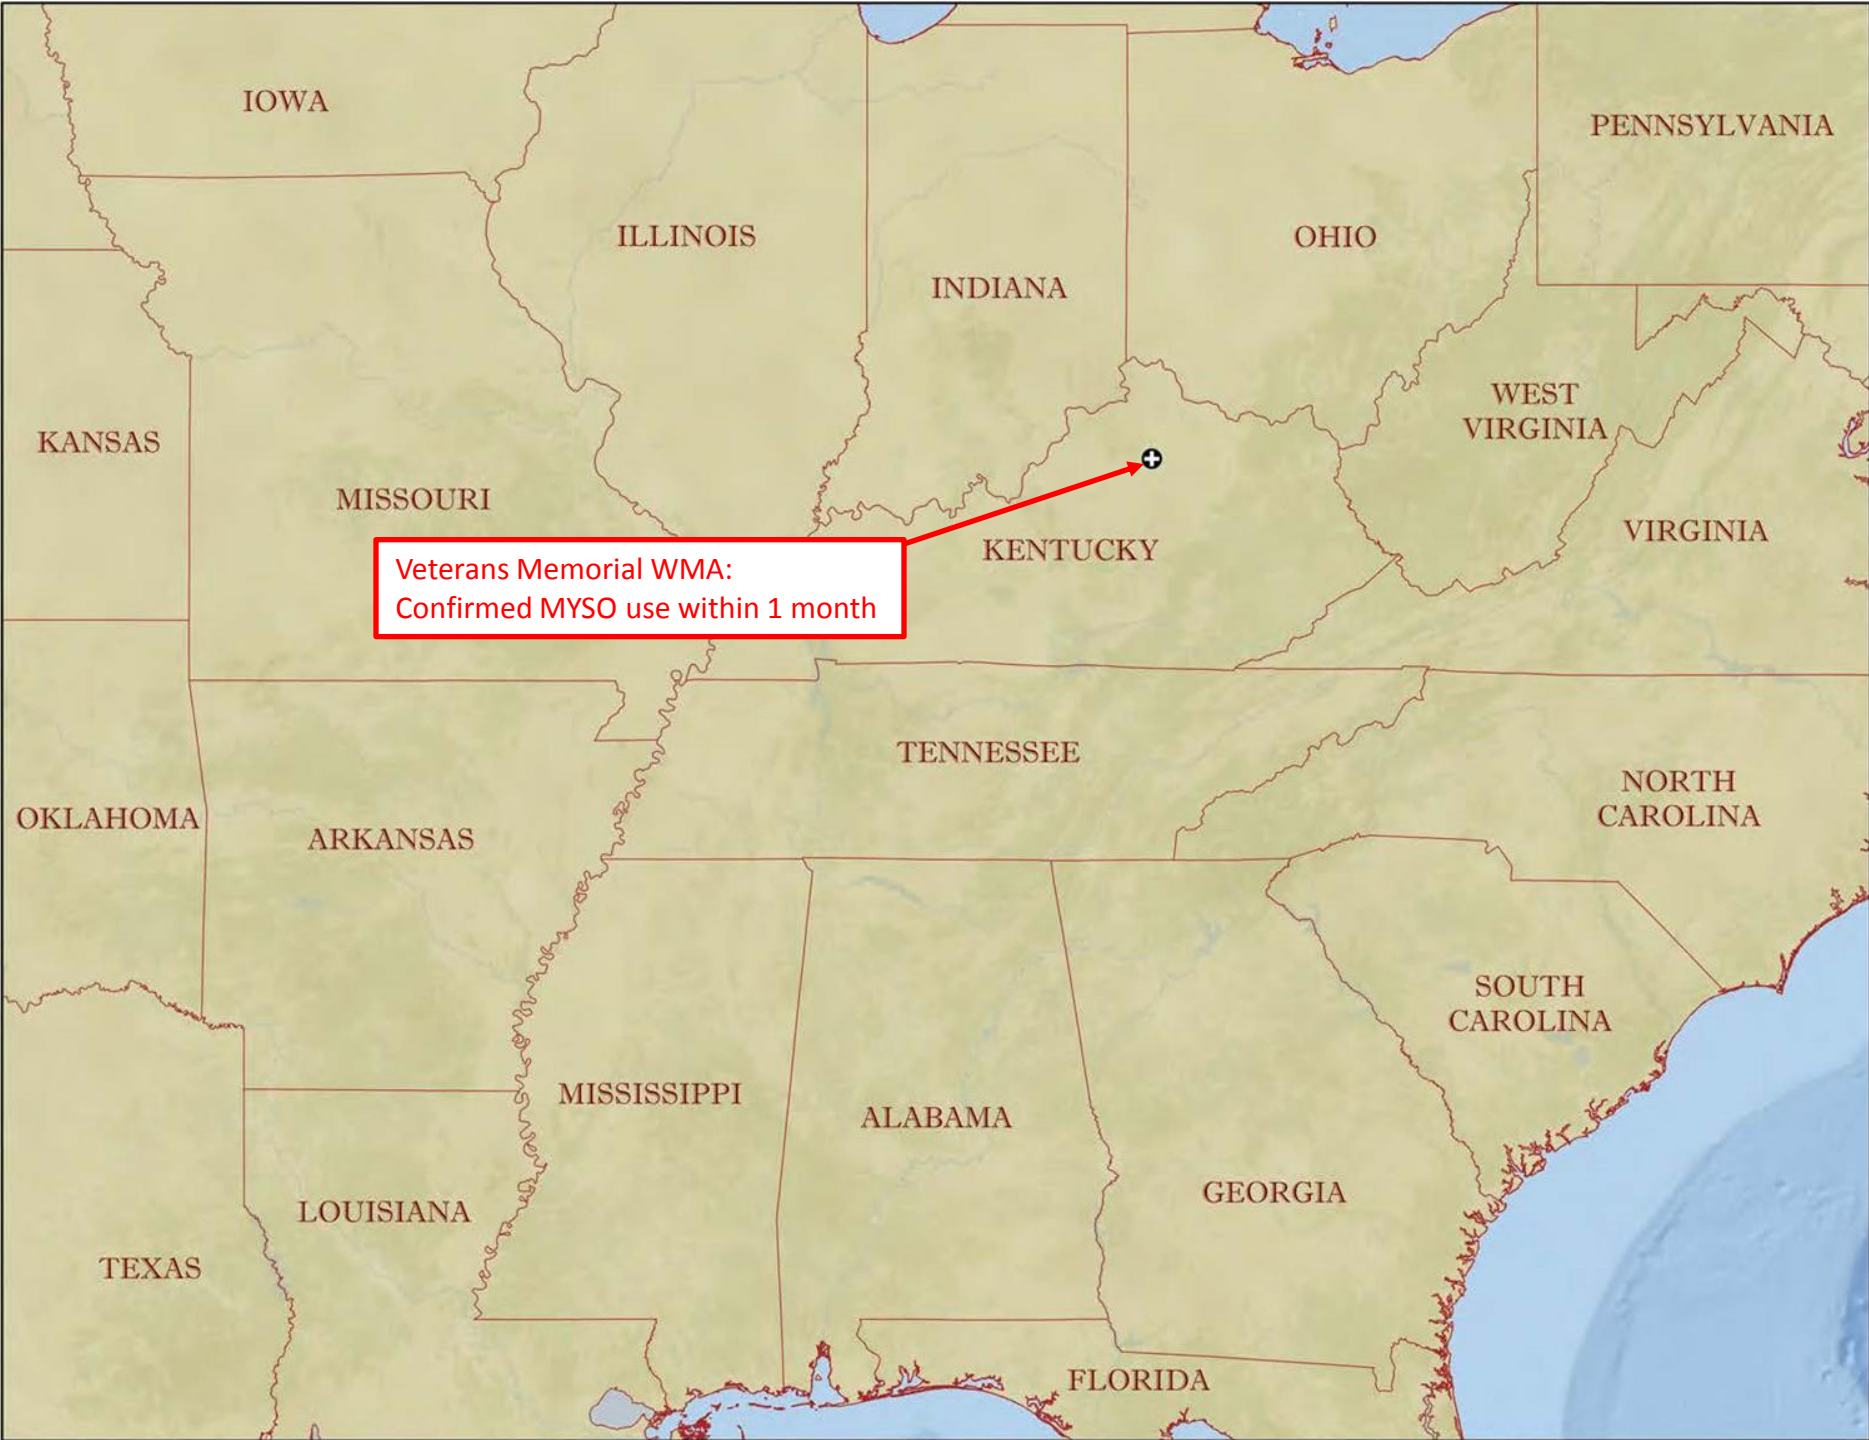 IOWA
PENNSYLVANIA
ILLINOIS
OHIO
INDIANA
WEST
VIRGINIA
KANSAS
MISSOURI
VIRGINIA
KENTUCKY
Veterans Memorial WMA:
Confirmed MYSO use within 1 month
TENNESSEE
NORTH
CAROLINA
OKLAHOMA
ARKANSAS
SOUTH
CAROLINA
MISSISSIPPI
ALABAMA
GEORGIA
LOUISIANA
TEXAS
FLORIDA